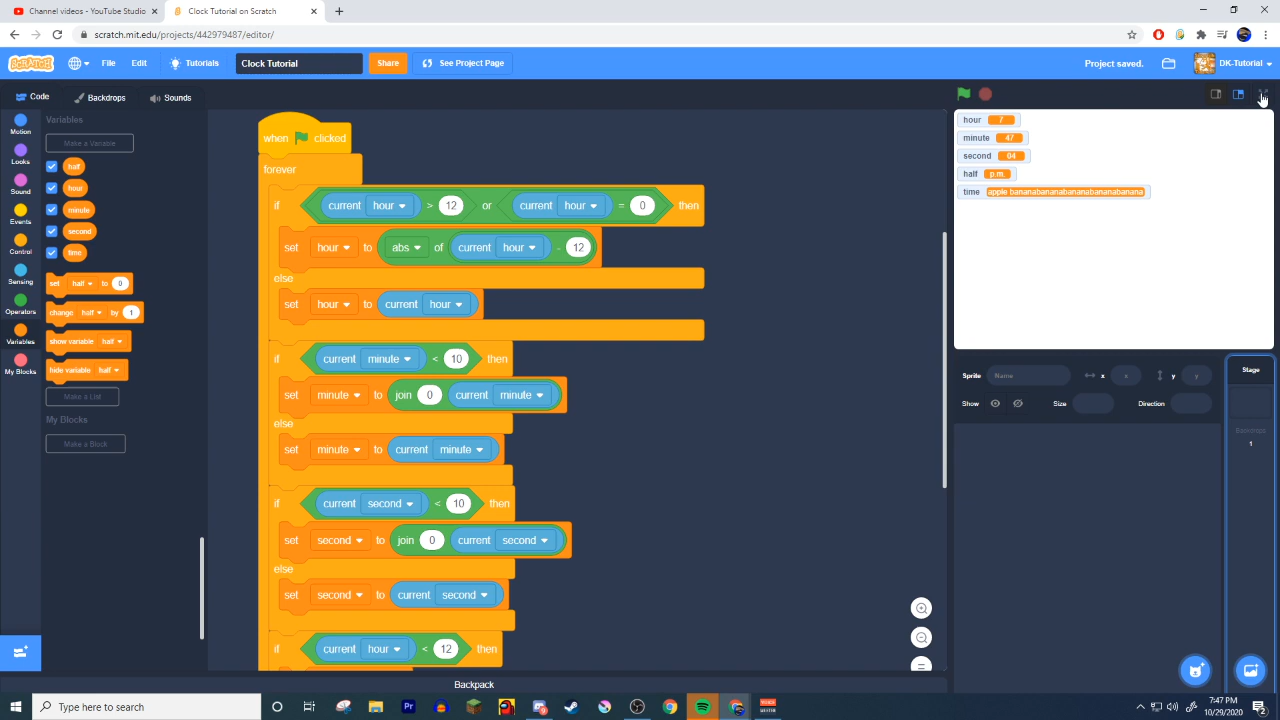 Channel videos - YouTube Studio
Clock Tutorial on Scratch
scratch.mit.edu/projects/442979487/editor/
SCRATCH
File
Edit
Tutorials
Clock Tutorial
Share
See Project Page
Project saved.
DK-Tutorial
Code
Backdrops
Sounds
Motion
Looks
Sound
Events
Control
Sensing
Operators
Variables
My Blocks
Variables
Make a Variable
half
hour
minute
second
time
set half to 0
change half by 1
show variable half
hide variable half
Make a List
My Blocks
Make a Block
when clicked
forever
if current hour > 12 or current hour = 0 then
set hour to abs of current hour - 12
else
set hour to current hour
if current minute < 10 then
set minute to join 0 current minute
else
set minute to current minute
if current second < 10 then
set second to join 0 current second
else
set second to current second
if current hour < 12 then
hour 7
minute 47
second 04
half p.m.
time apple bananabananabananabananabanana
Sprite Name x x y y
Show Size Direction
Stage
Backdrops
1
Backpack
Type here to search
Pr
7:47 PM
10/29/2020
2